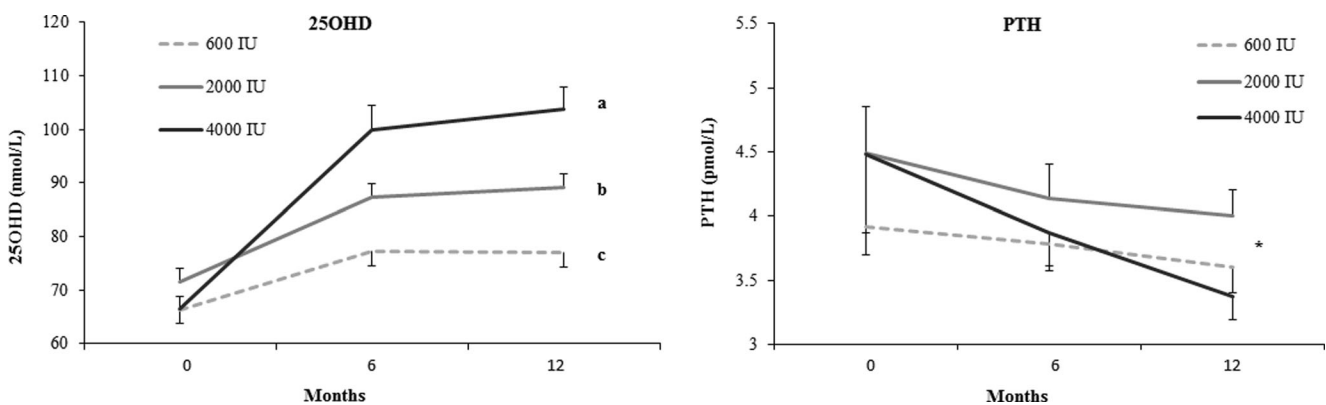 25OHD
120
110
100
90
80
70
60
25OHD (nmol/L)
600 IU
2000 IU
4000 IU
a
b
c
0 6 12
Months
PTH
5.5
5
4.5
4
3.5
3
PTH (pmol/L)
600 IU
2000 IU
4000 IU
*
0 6 12
Months